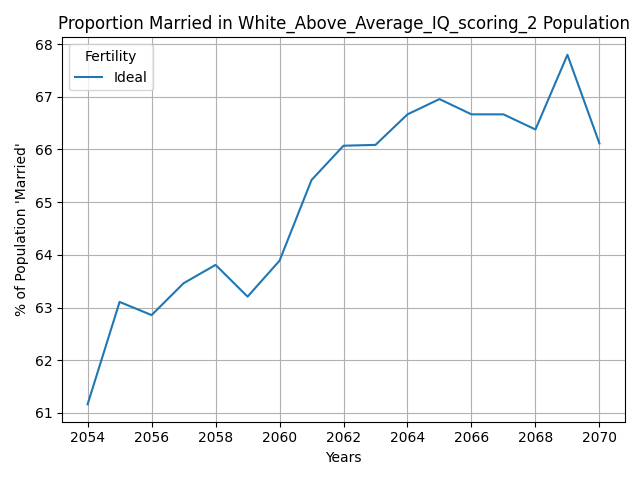 Proportion Married in White_Above_Average_IQ_scoring_2 Population
Fertility
Ideal
% of Population 'Married'
68
67
66
65
64
63
62
61
2054 2056 2058 2060 2062 2064 2066 2068 2070
Years